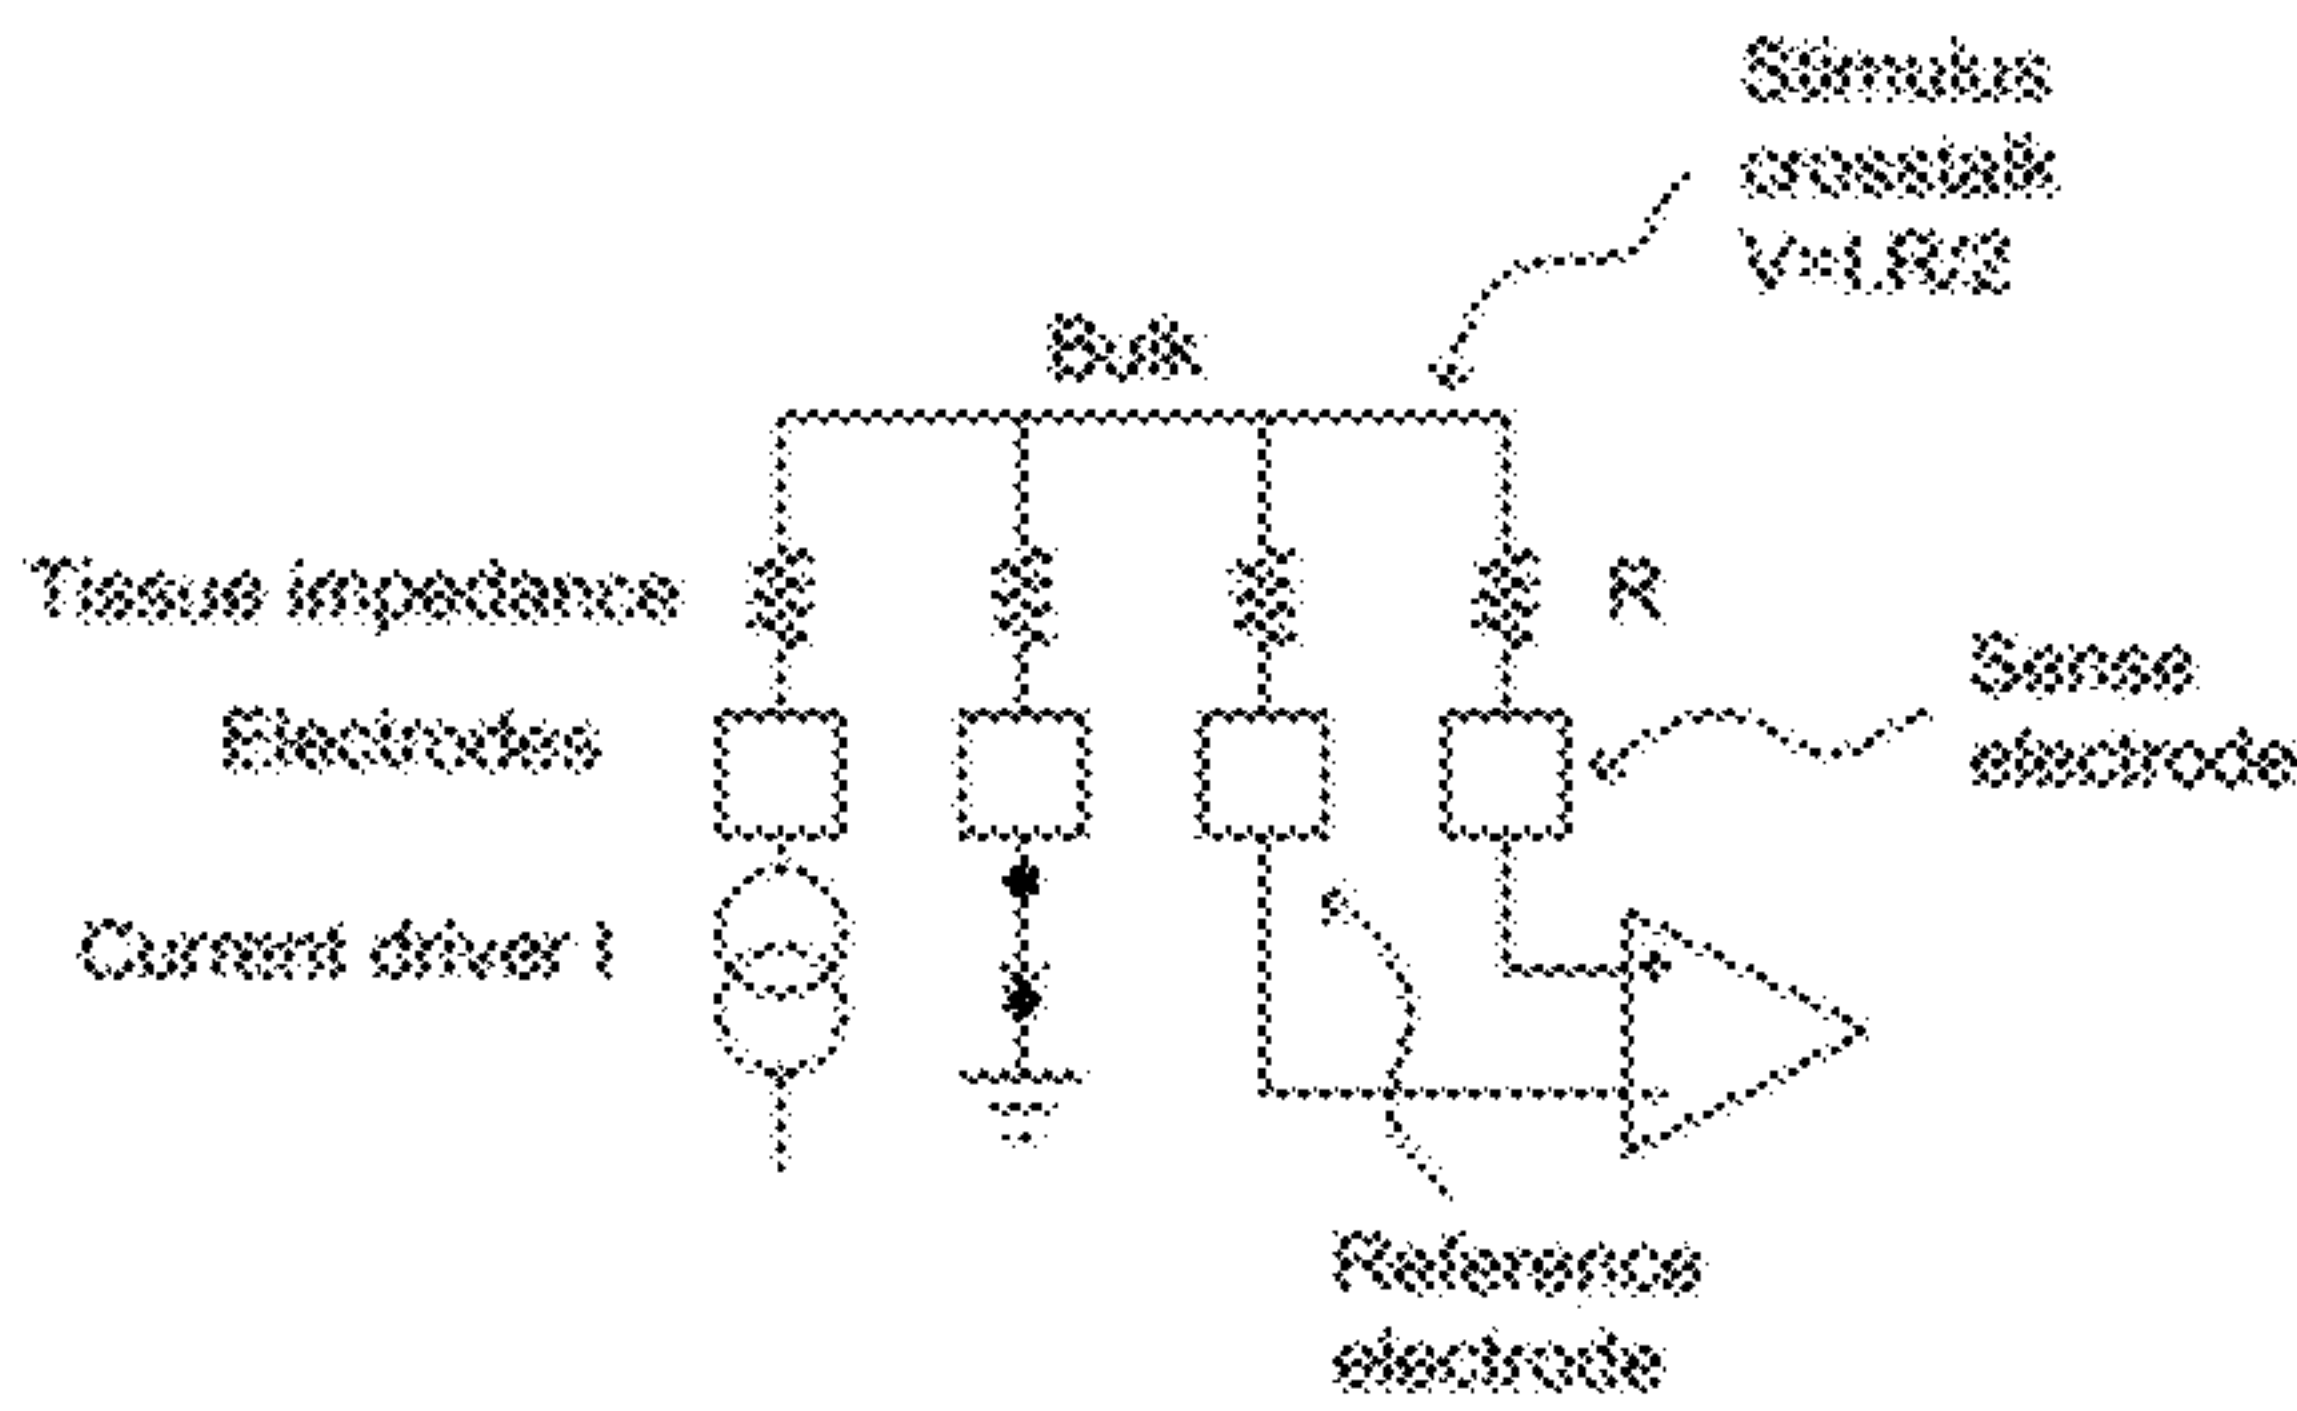 Stimulus
crosstalk
V=I.R/2
Bulk
Tissue impedance
R
Sense
electrode
Electrodes
Current driver I
+
-
Reference
electrode